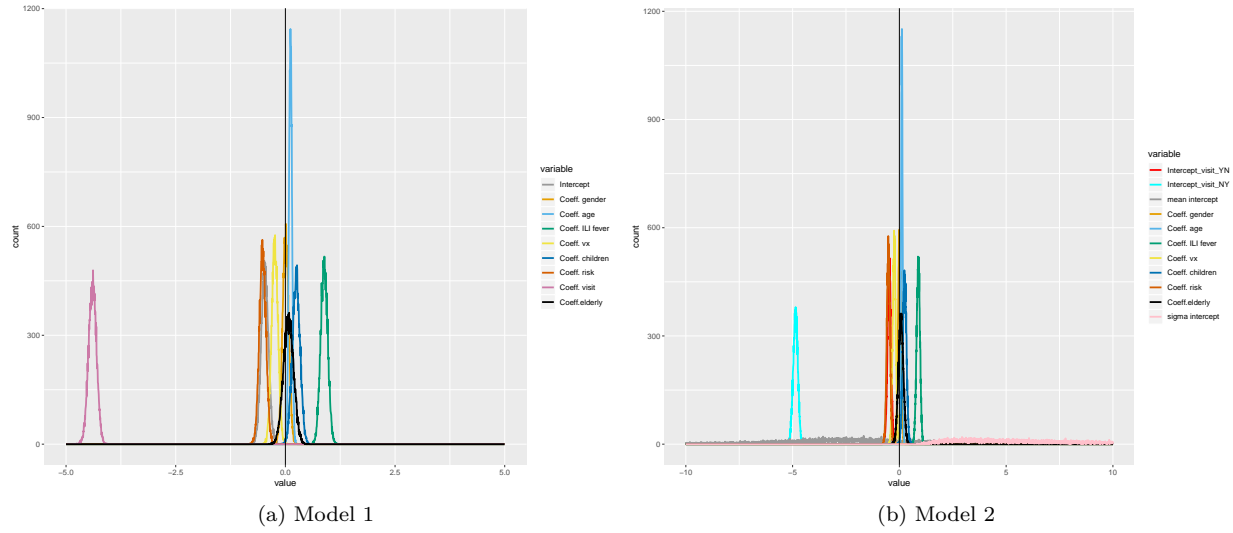 1200
900
600
300
0
count
−5.0
−2.5
0.0
2.5
5.0
value
variable
Intercept
Coeff. gender
Coeff. age
Coeff. ILI fever
Coeff. vx
Coeff. children
Coeff. risk
Coeff. visit
Coeff.elderly
(a) Model 1
1200
900
600
300
0
count
−10
−5
0
5
10
value
variable
Intercept_visit_YN
Intercept_visit_NY
mean intercept
Coeff. gender
Coeff. age
Coeff. ILI fever
Coeff. vx
Coeff. children
Coeff. risk
Coeff.elderly
sigma intercept
(b) Model 2